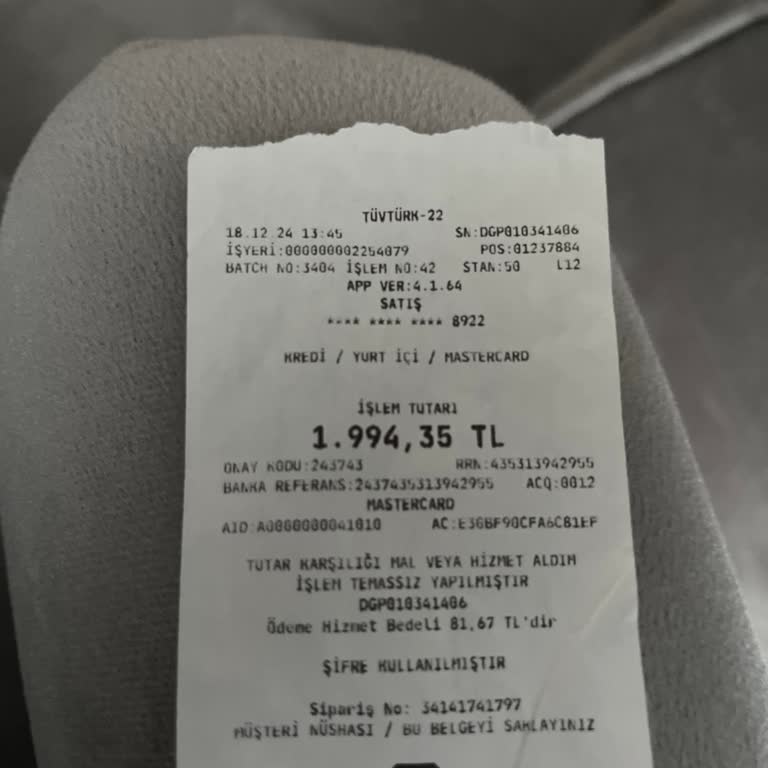 TÜVTÜRK-22
18.12.24 13:45 SN:DGP010341406
İŞYERİ:000000002254079 POS:01237884
BATCH NO:3404 İŞLEM NO:42 STAN:50 L12
APP VER:4.1.64
SATIŞ
**** **** **** 8922
KREDİ / YURT İÇİ / MASTERCARD
İŞLEM TUTARI
1.994,35 TL
ONAY KODU:243743 RRN:435313942955
BANKA REFERANS:2437435313942955 ACQ:0012
MASTERCARD
AID:A0000000041010 AC:E36BF90CFA6C81EF
TUTAR KARŞILIĞI MAL VEYA HİZMET ALDIM
İŞLEM TEMASSIZ YAPILMIŞTIR
DGP010341406
Ödeme Hizmet Bedeli 81,67 TL'dir
ŞİFRE KULLANILMIŞTIR
Sipariş No: 34141741797
MÜŞTERİ NÜSHASI / BU BELGEYİ SAKLAYINIZ